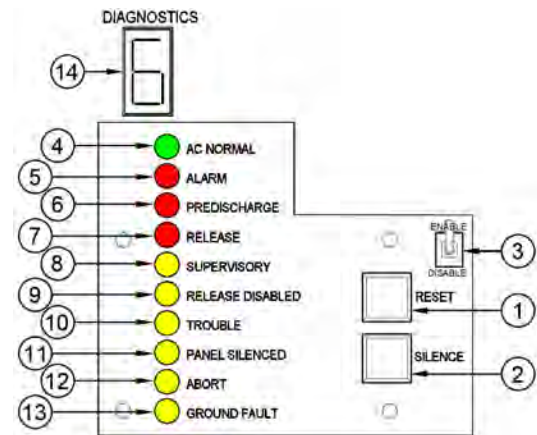 DIAGNOSTICS
14
6
4 AC NORMAL
5 ALARM
6 PREDISCHARGE
7 RELEASE
ENABLE
3
8 SUPERVISORY
DISABLE
9 RELEASE DISABLED
RESET
1
10 TROUBLE
11 PANEL SILENCED
SILENCE
2
12 ABORT
13 GROUND FAULT